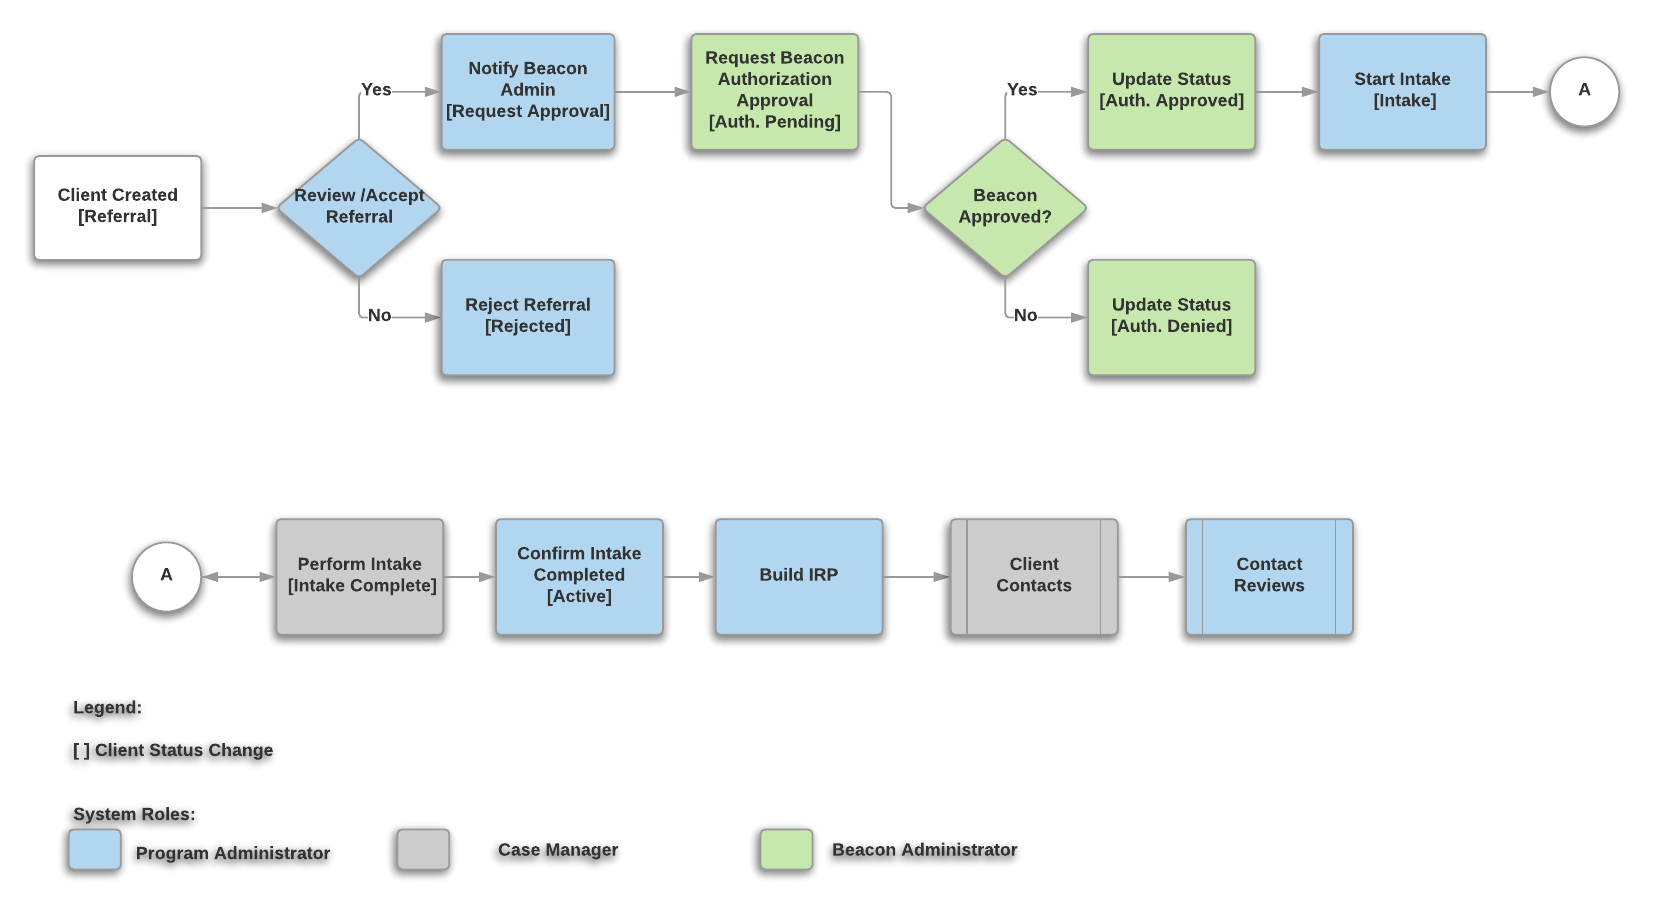 Client Created
[Referral]
Review /Accept
Referral
Yes
Notify Beacon
Admin
[Request Approval]
No
Reject Referral
[Rejected]
Request Beacon
Authorization
Approval
[Auth. Pending]
Beacon
Approved?
Yes
Update Status
[Auth. Approved]
No
Update Status
[Auth. Denied]
Start Intake
[Intake]
A
A
Perform Intake
[Intake Complete]
Confirm Intake
Completed
[Active]
Build IRP
Client
Contacts
Contact
Reviews
Legend:
[ ] Client Status Change
System Roles:
Program Administrator
Case Manager
Beacon Administrator